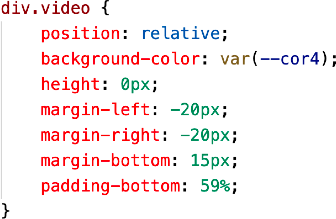 div.video {
    position: relative;
    background-color: var(--cor4);
    height: 0px;
    margin-left: -20px;
    margin-right: -20px;
    margin-bottom: 15px;
    padding-bottom: 59%;
}